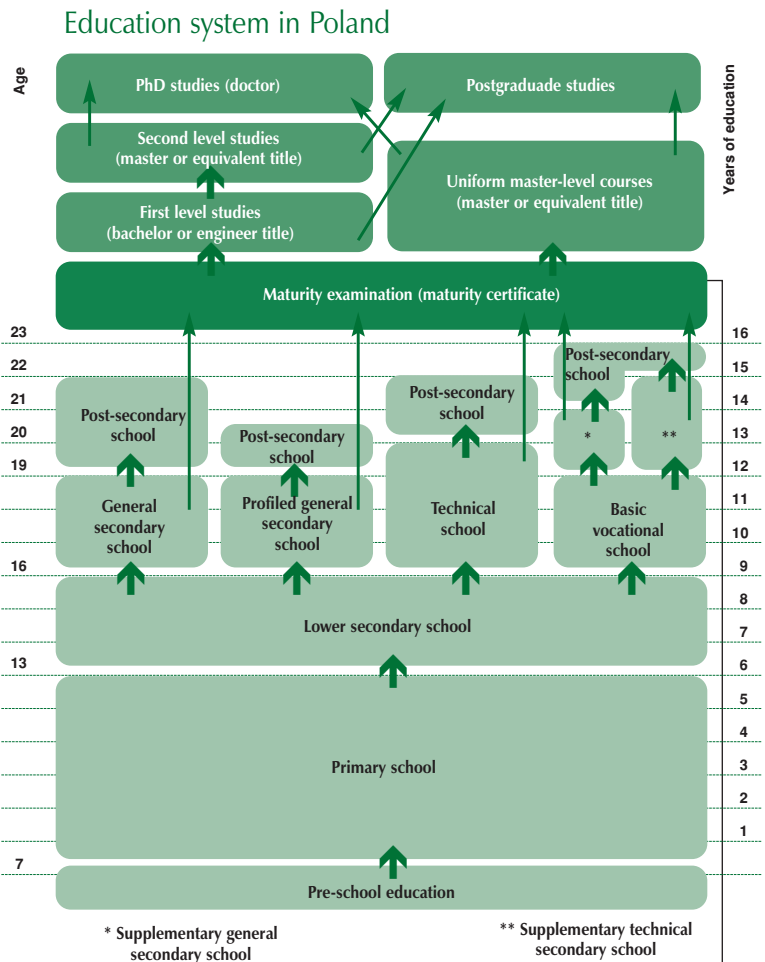 Education system in Poland
Age
Years of education
PhD studies (doctor)
Postgraduade studies
Second level studies
(master or equivalent title)
Uniform master-level courses
(master or equivalent title)
First level studies
(bachelor or engineer title)
Maturity examination (maturity certificate)
23
16
22
15
Post-secondary
school
21
14
Post-secondary
school
Post-secondary
school
20
13
Post-secondary
school
*
**
19
12
General
secondary
school
Profiled general
secondary
school
Technical
school
Basic
vocational
school
11
10
16
9
8
Lower secondary school
7
13
6
5
4
Primary school
3
2
1
7
Pre-school education
* Supplementary general
secondary school
** Supplementary technical
secondary school